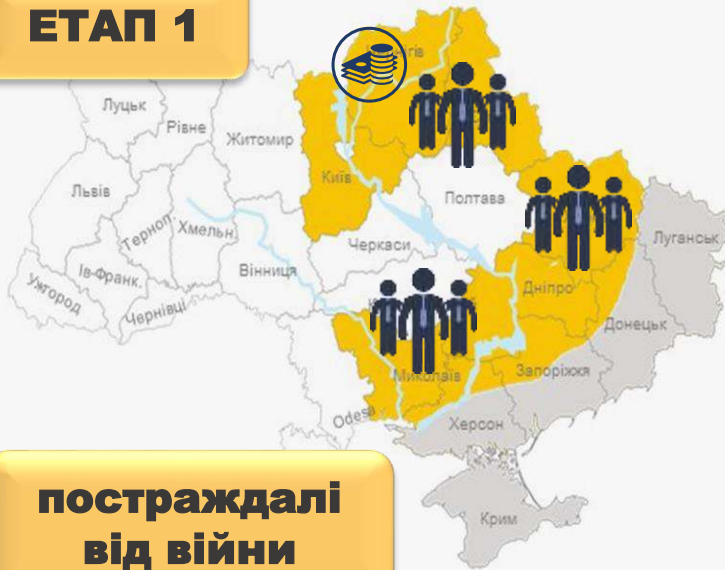 ЕТАП 1
Луцьк
Рівне
Житомир
Київ
Львів
Терноп.
Хмельн.
Полтава
Черкаси
Луганськ
Вінниця
Ів-Франк.
Ужгород
Чернівці
Дніпро
Донецьк
Миколаїв
Запоріжжя
Odesa
Херсон
Крим
постраждалі
від війни